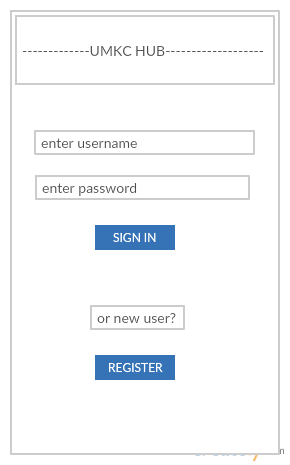 -------------UMKC HUB-------------------
enter username
enter password
SIGN IN
or new user?
REGISTER